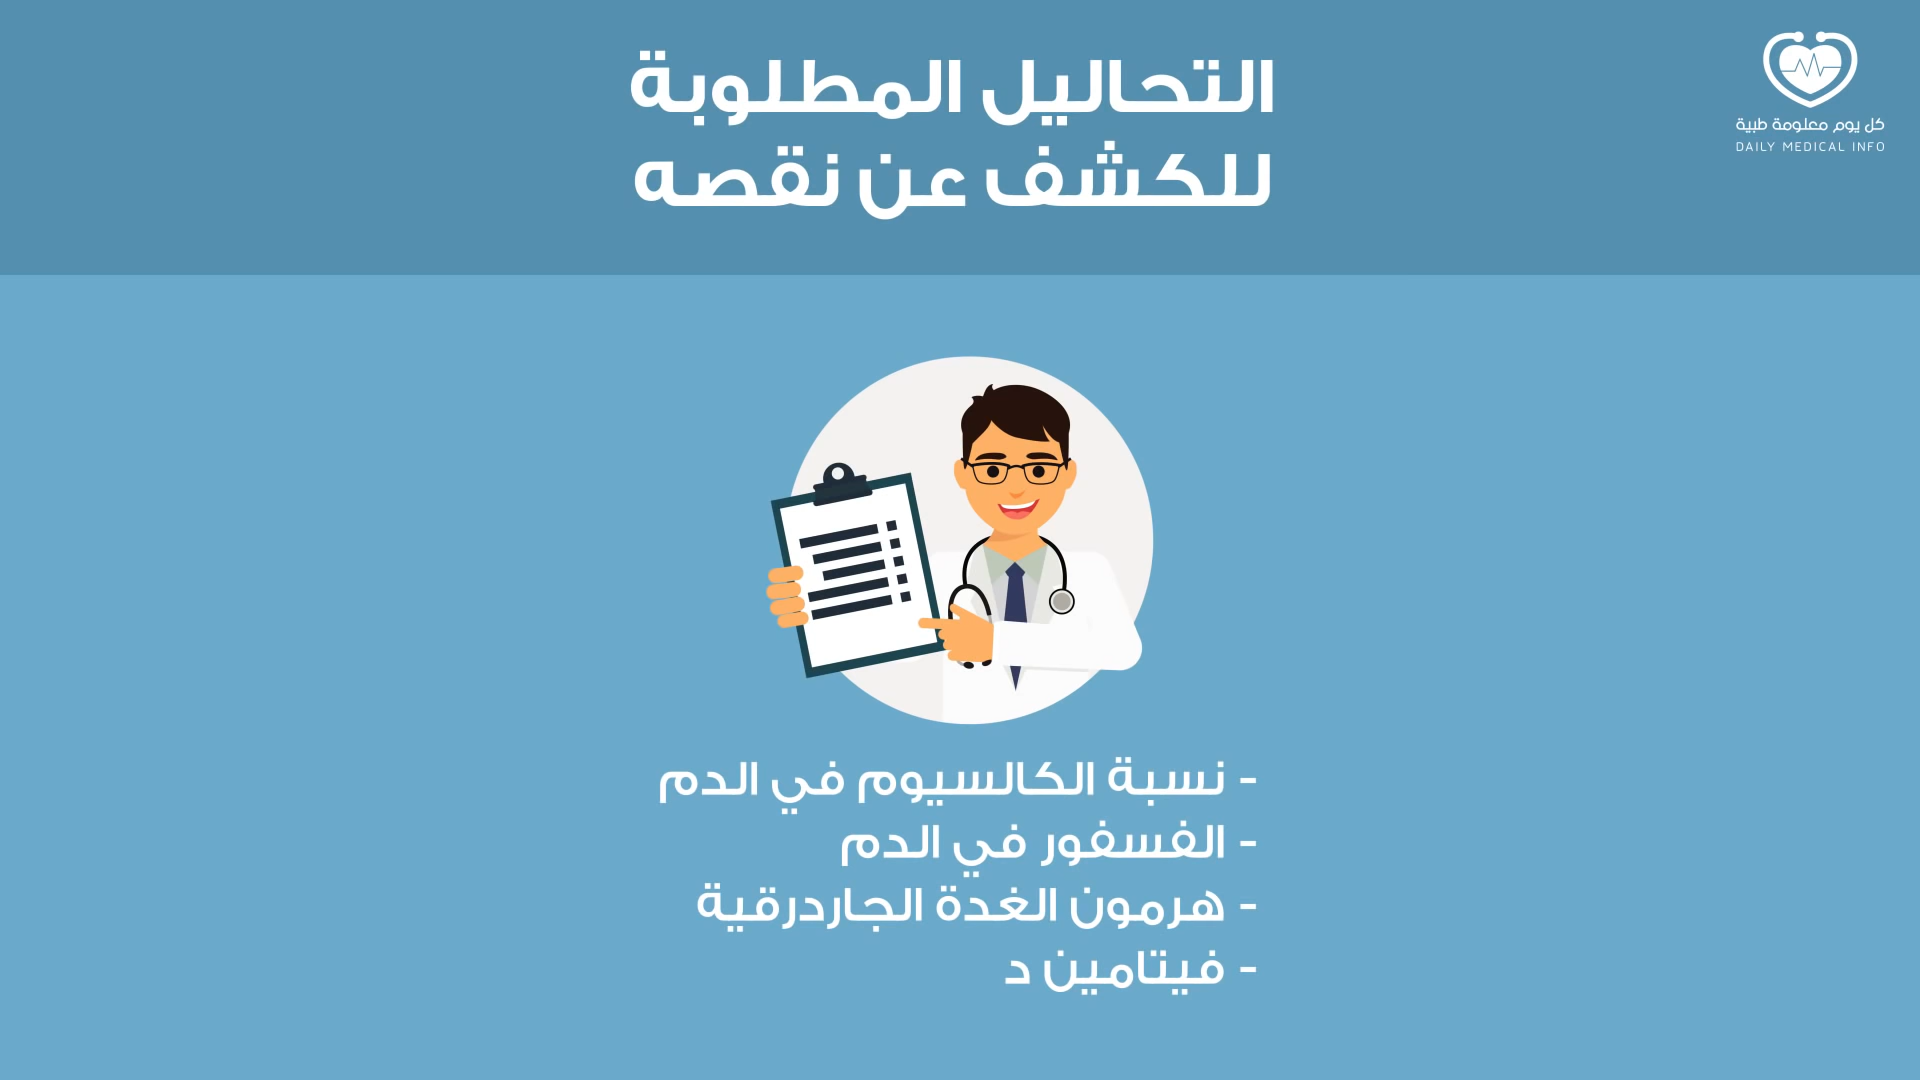 التحاليل المطلوبة
للكشف عن نقصه
كل يوم معلومة طبية
DAILY MEDICAL INFO
- نسبة الكالسيوم في الدم
- الفسفور في الدم
- هرمون الغدة الجاردرقية
- فيتامين د